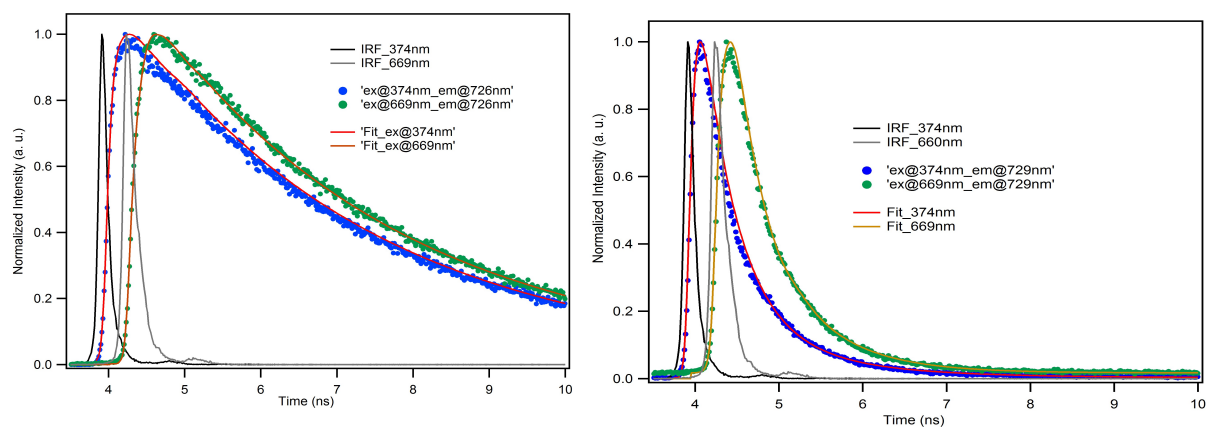 Normalized Intensity (a. u.)
1.0
0.8
0.6
0.4
0.2
0.0
IRF_374nm
IRF_669nm
'ex@374nm_em@726nm'
'ex@669nm_em@726nm'
'Fit_ex@374nm'
'Fit_ex@669nm'
4 5 6 7 8 9 10
Time (ns)
Normalized Intensity (a. u.)
1.0
0.8
0.6
0.4
0.2
0.0
IRF_374nm
IRF_660nm
'ex@374nm_em@729nm'
'ex@669nm_em@729nm'
Fit_374nm
Fit_669nm
4 5 6 7 8 9 10
Time (ns)